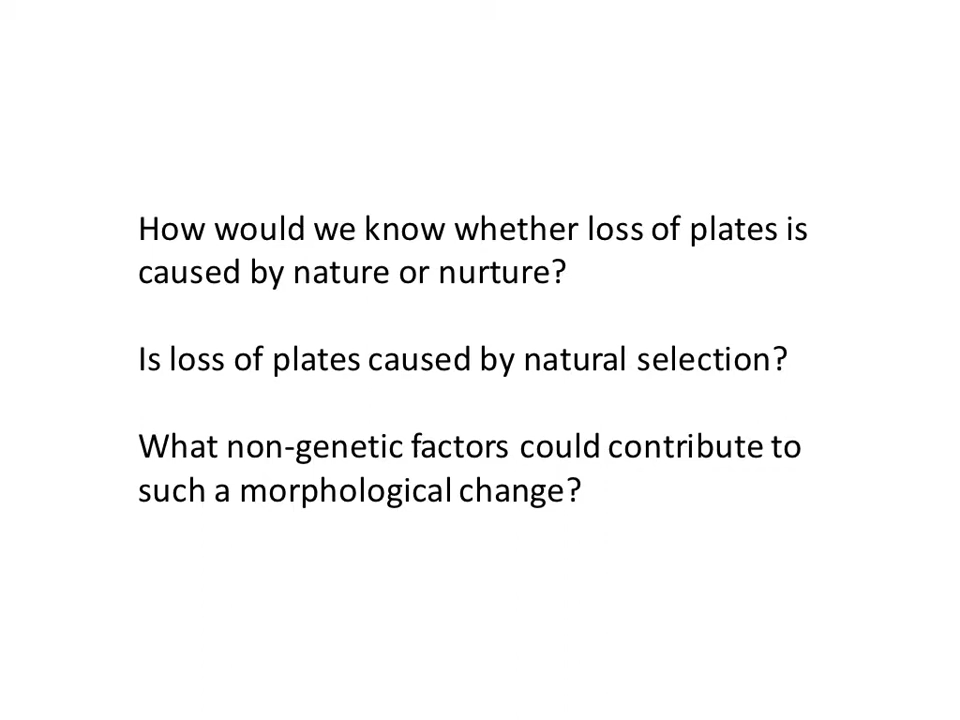 How would we know whether loss of plates is
caused by nature or nurture?
Is loss of plates caused by natural selection?
What non-genetic factors could contribute to
such a morphological change?